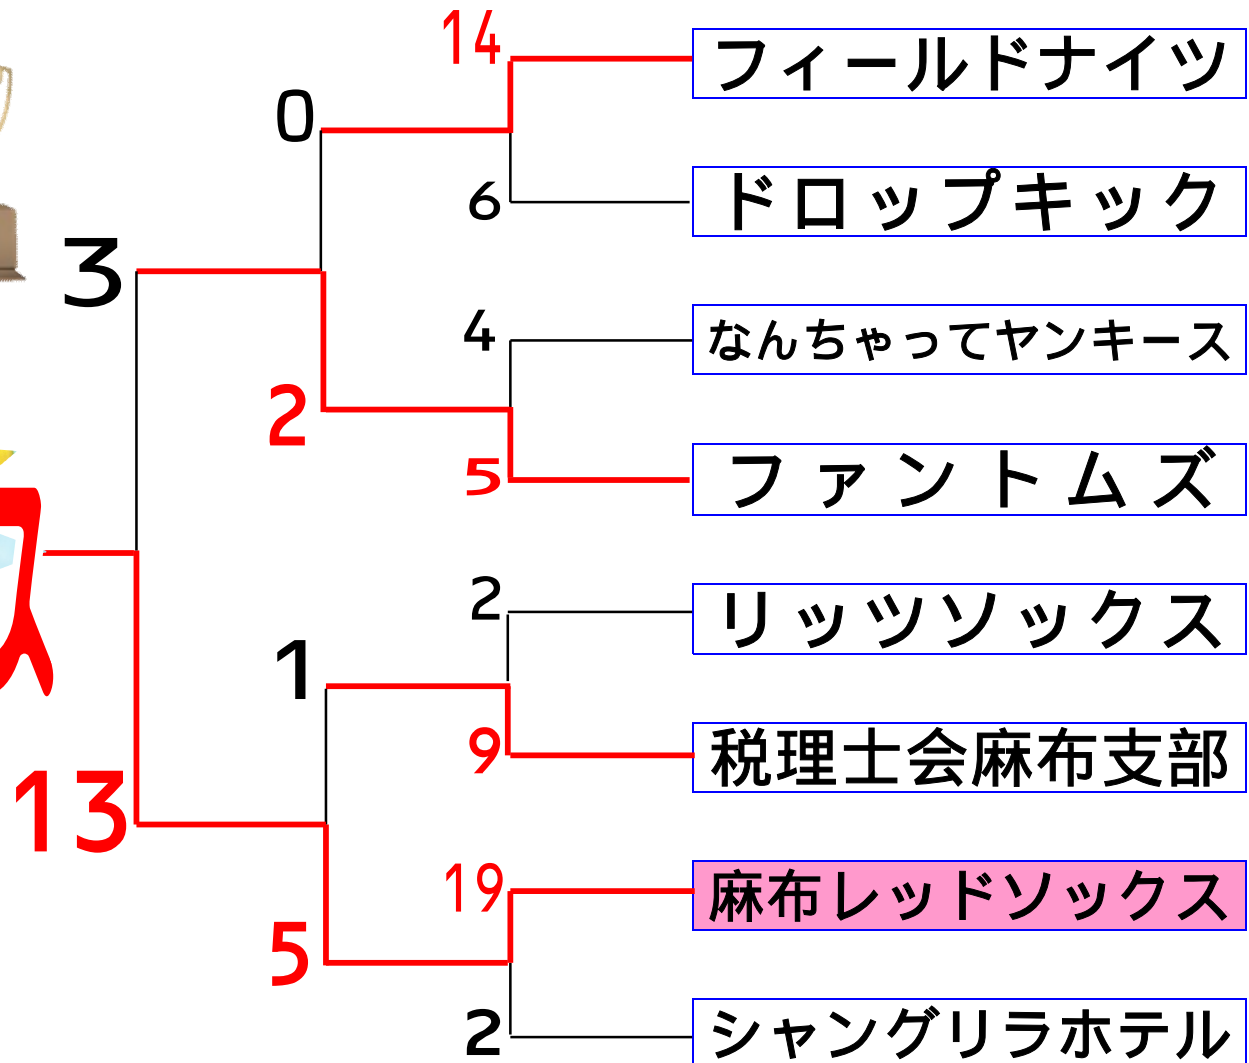 14
フィールドナイツ
0
6
ドロップキック
3
4
なんちゃってヤンキース
2
5
ファントムズ
ス
2
リッツソックス
1
9
税理士会麻布支部
13
19
麻布レッドソックス
5
2
シャングリラホテル